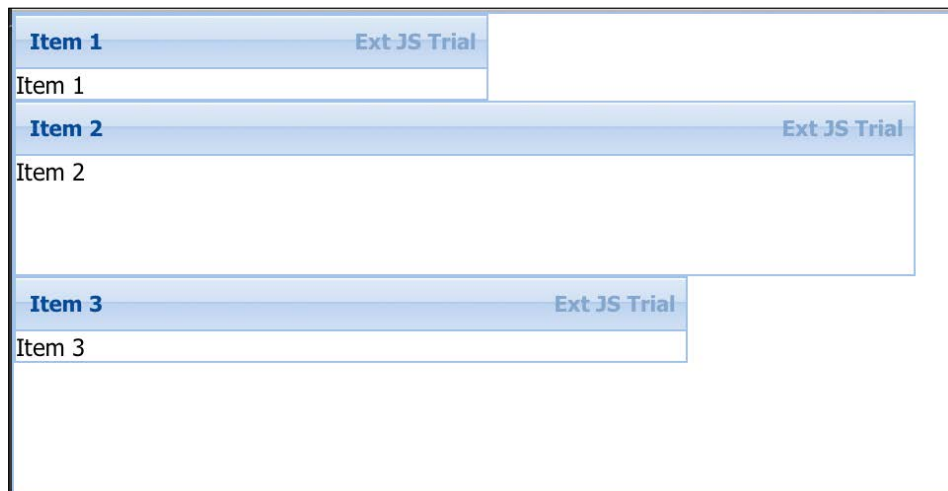 Item 1 Ext JS Trial
Item 1
Item 2 Ext JS Trial
Item 2
Item 3 Ext JS Trial
Item 3